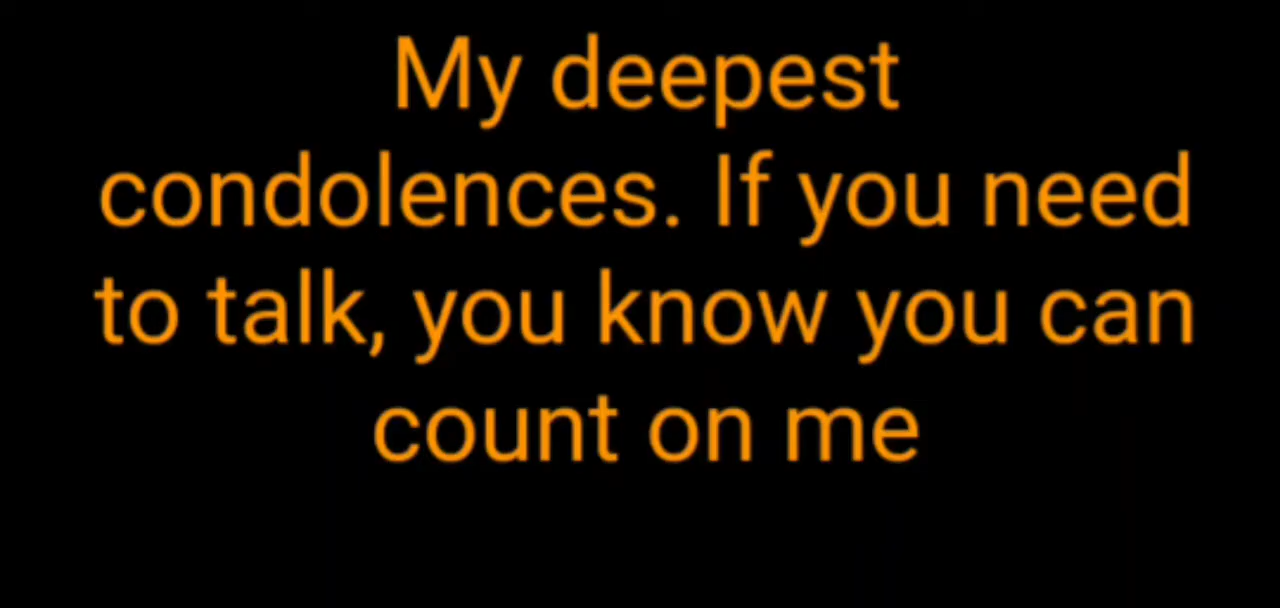 My deepest
condolences. If you need
to talk, you know you can
count on me